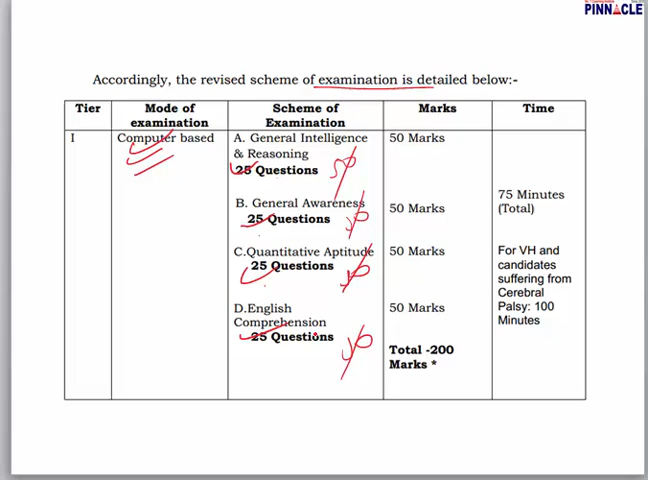 PINNACLE
Accordingly, the revised scheme of examination is detailed below:-
Tier
Mode of examination
Scheme of Examination
Marks
Time
I
Computer based
A. General Intelligence
& Reasoning
25 Questions
50
50 Marks
B. General Awareness
25 Questions
50 Marks
75 Minutes
(Total)
C.Quantitative Aptitude
25 Questions
50 Marks
For VH and
candidates
suffering from
Cerebral
Palsy: 100
Minutes
D.English
Comprehension
25 Questions
50 Marks
Total -200
Marks *